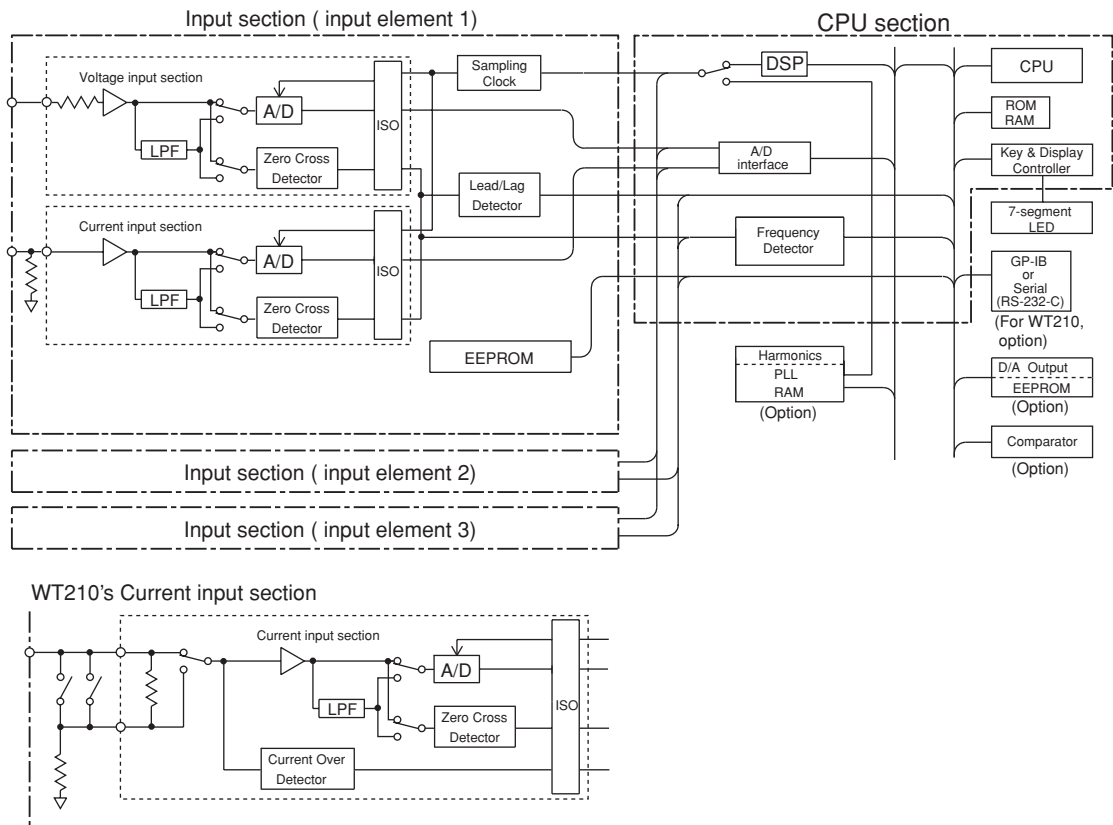 Input section ( input element 1)
Voltage input section
A/D
LPF
Zero Cross
Detector
ISO
Sampling
Clock
Lead/Lag
Detector
Current input section
A/D
LPF
Zero Cross
Detector
ISO
EEPROM
CPU section
DSP
A/D
interface
Frequency
Detector
CPU
ROM
RAM
Key & Display
Controller
7-segment
LED
GP-IB
or
Serial
(RS-232-C)
(For WT210,
option)
Harmonics
PLL
RAM
(Option)
D/A Output
EEPROM
(Option)
Comparator
(Option)
Input section ( input element 2)
Input section ( input element 3)
WT210's Current input section
Current input section
A/D
LPF
Zero Cross
Detector
ISO
Current Over
Detector